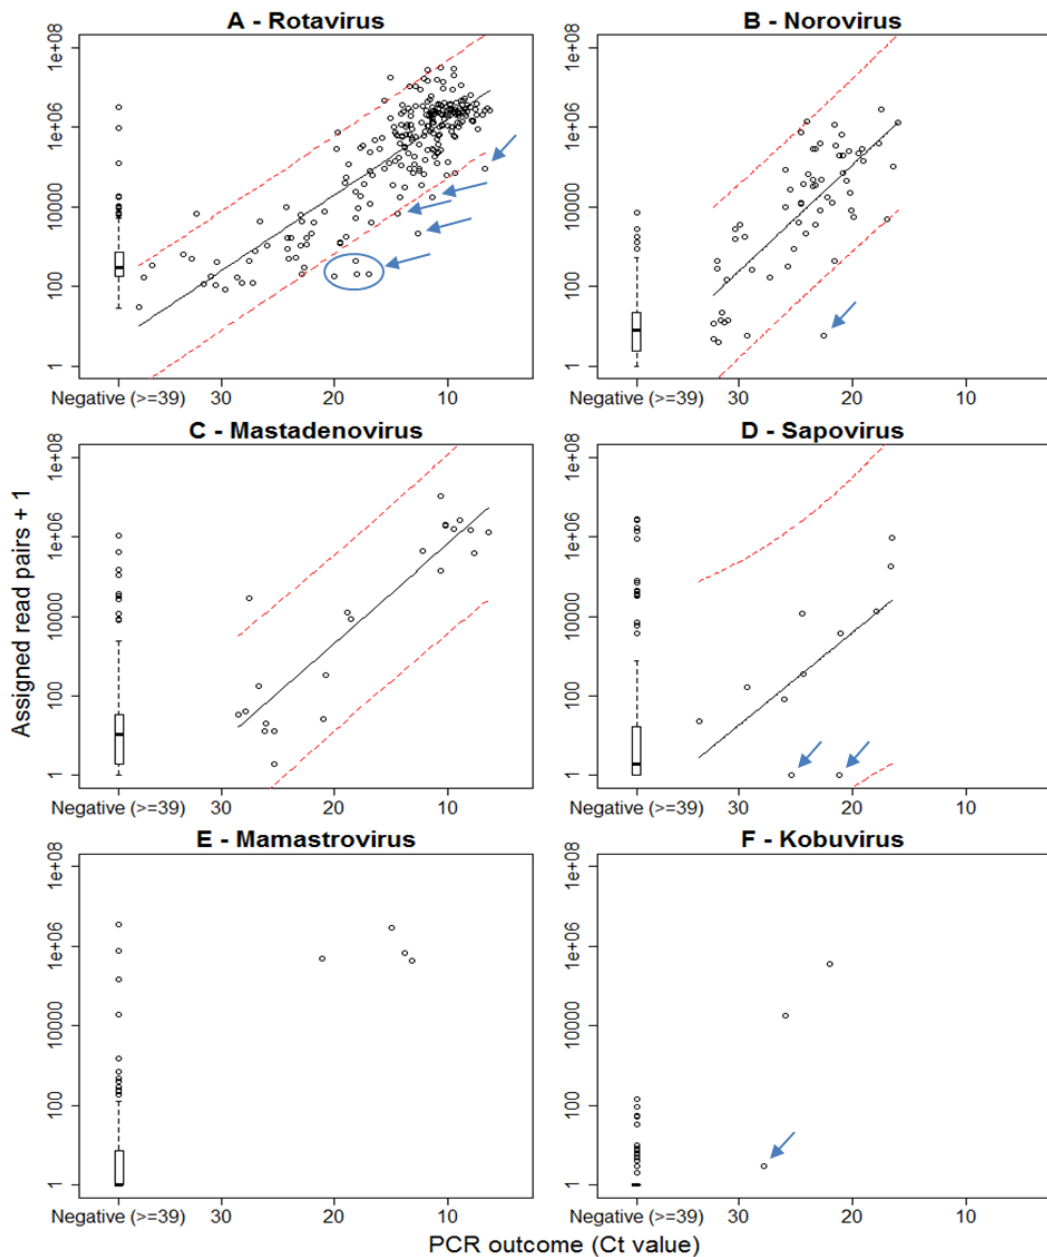 A - Rotavirus
1e+08
1e+06
10000
100
1
Negative (>=39) 30 20 10
B - Norovirus
1e+08
1e+06
10000
100
1
Negative (>=39) 30 20 10
C - Mastadenovirus
1e+08
1e+06
10000
100
1
Negative (>=39) 30 20 10
D - Sapovirus
1e+08
1e+06
10000
100
1
Negative (>=39) 30 20 10
Assigned read pairs + 1
E - Mamastrovirus
1e+08
1e+06
10000
100
1
Negative (>=39) 30 20 10
F - Kobuvirus
1e+08
1e+06
10000
100
1
Negative (>=39) 30 20 10
PCR outcome (Ct value)